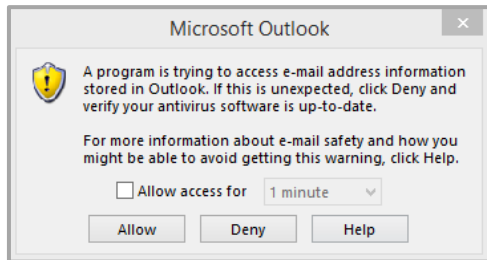 Microsoft Outlook
A program is trying to access e-mail address information
stored in Outlook. If this is unexpected, click Deny and
verify your antivirus software is up-to-date.
For more information about e-mail safety and how you
might be able to avoid getting this warning, click Help.
Allow access for 1 minute
Allow Deny Help